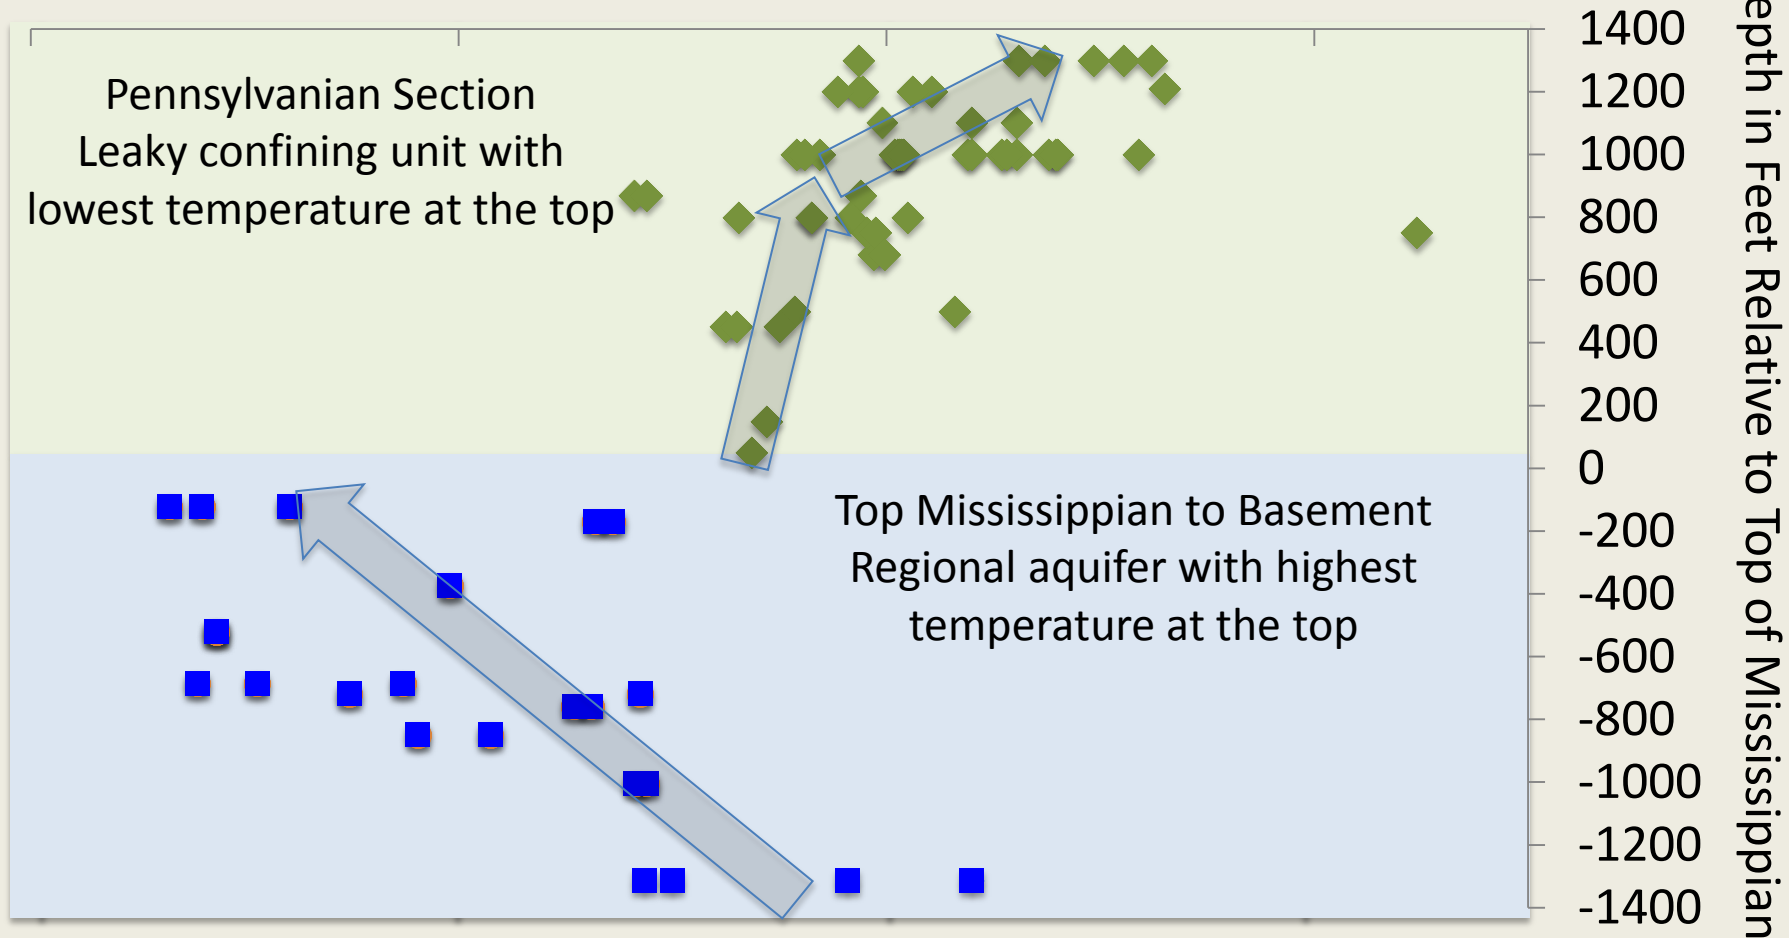 Pennsylvanian Section
Leaky confining unit with
lowest temperature at the top
Top Mississippian to Basement
Regional aquifer with highest
temperature at the top
1400
1200
1000
800
600
400
200
0
-200
-400
-600
-800
-1000
-1200
-1400
epth in Feet Relative to Top of Mississippian